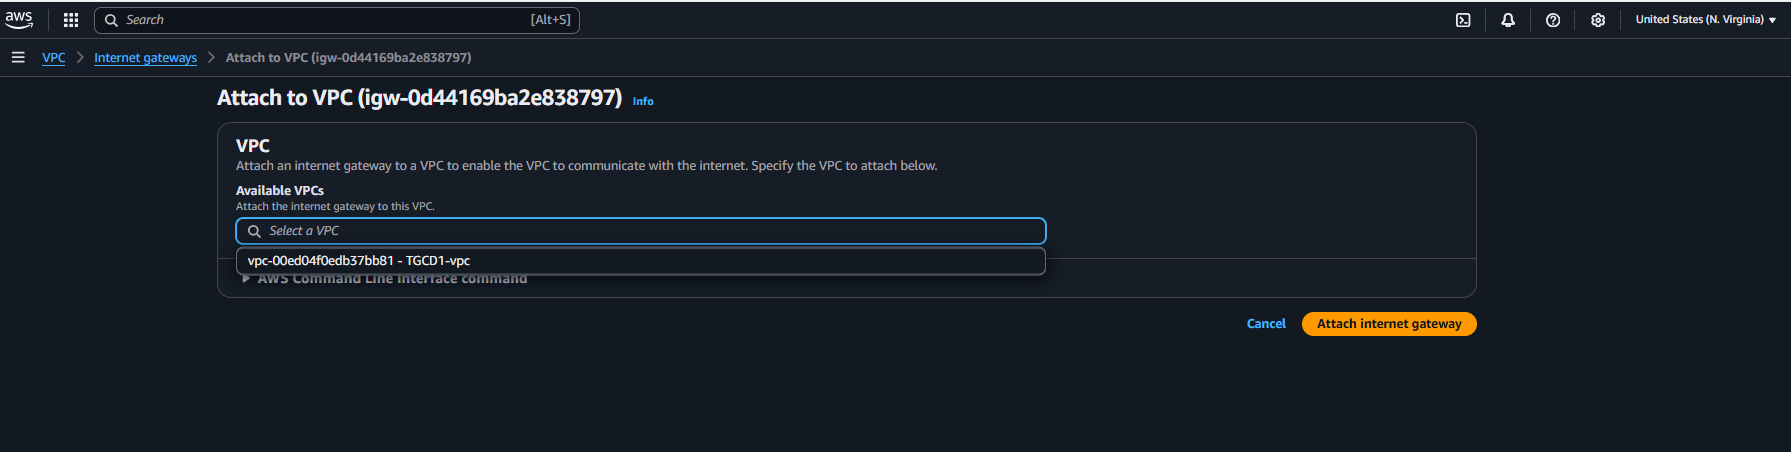 aws
Search [Alt+S] United States (N. Virginia)
VPC Internet gateways Attach to VPC (igw-0d44169ba2e838797)
Attach to VPC (igw-0d44169ba2e838797) Info
VPC
Attach an internet gateway to a VPC to enable the VPC to communicate with the internet. Specify the VPC to attach below.
Available VPCs
Attach the internet gateway to this VPC.
Select a VPC
vpc-00ed04f0edb37bb81 - TGCD1-vpc
AWS Command Line Interface command
Cancel Attach internet gateway